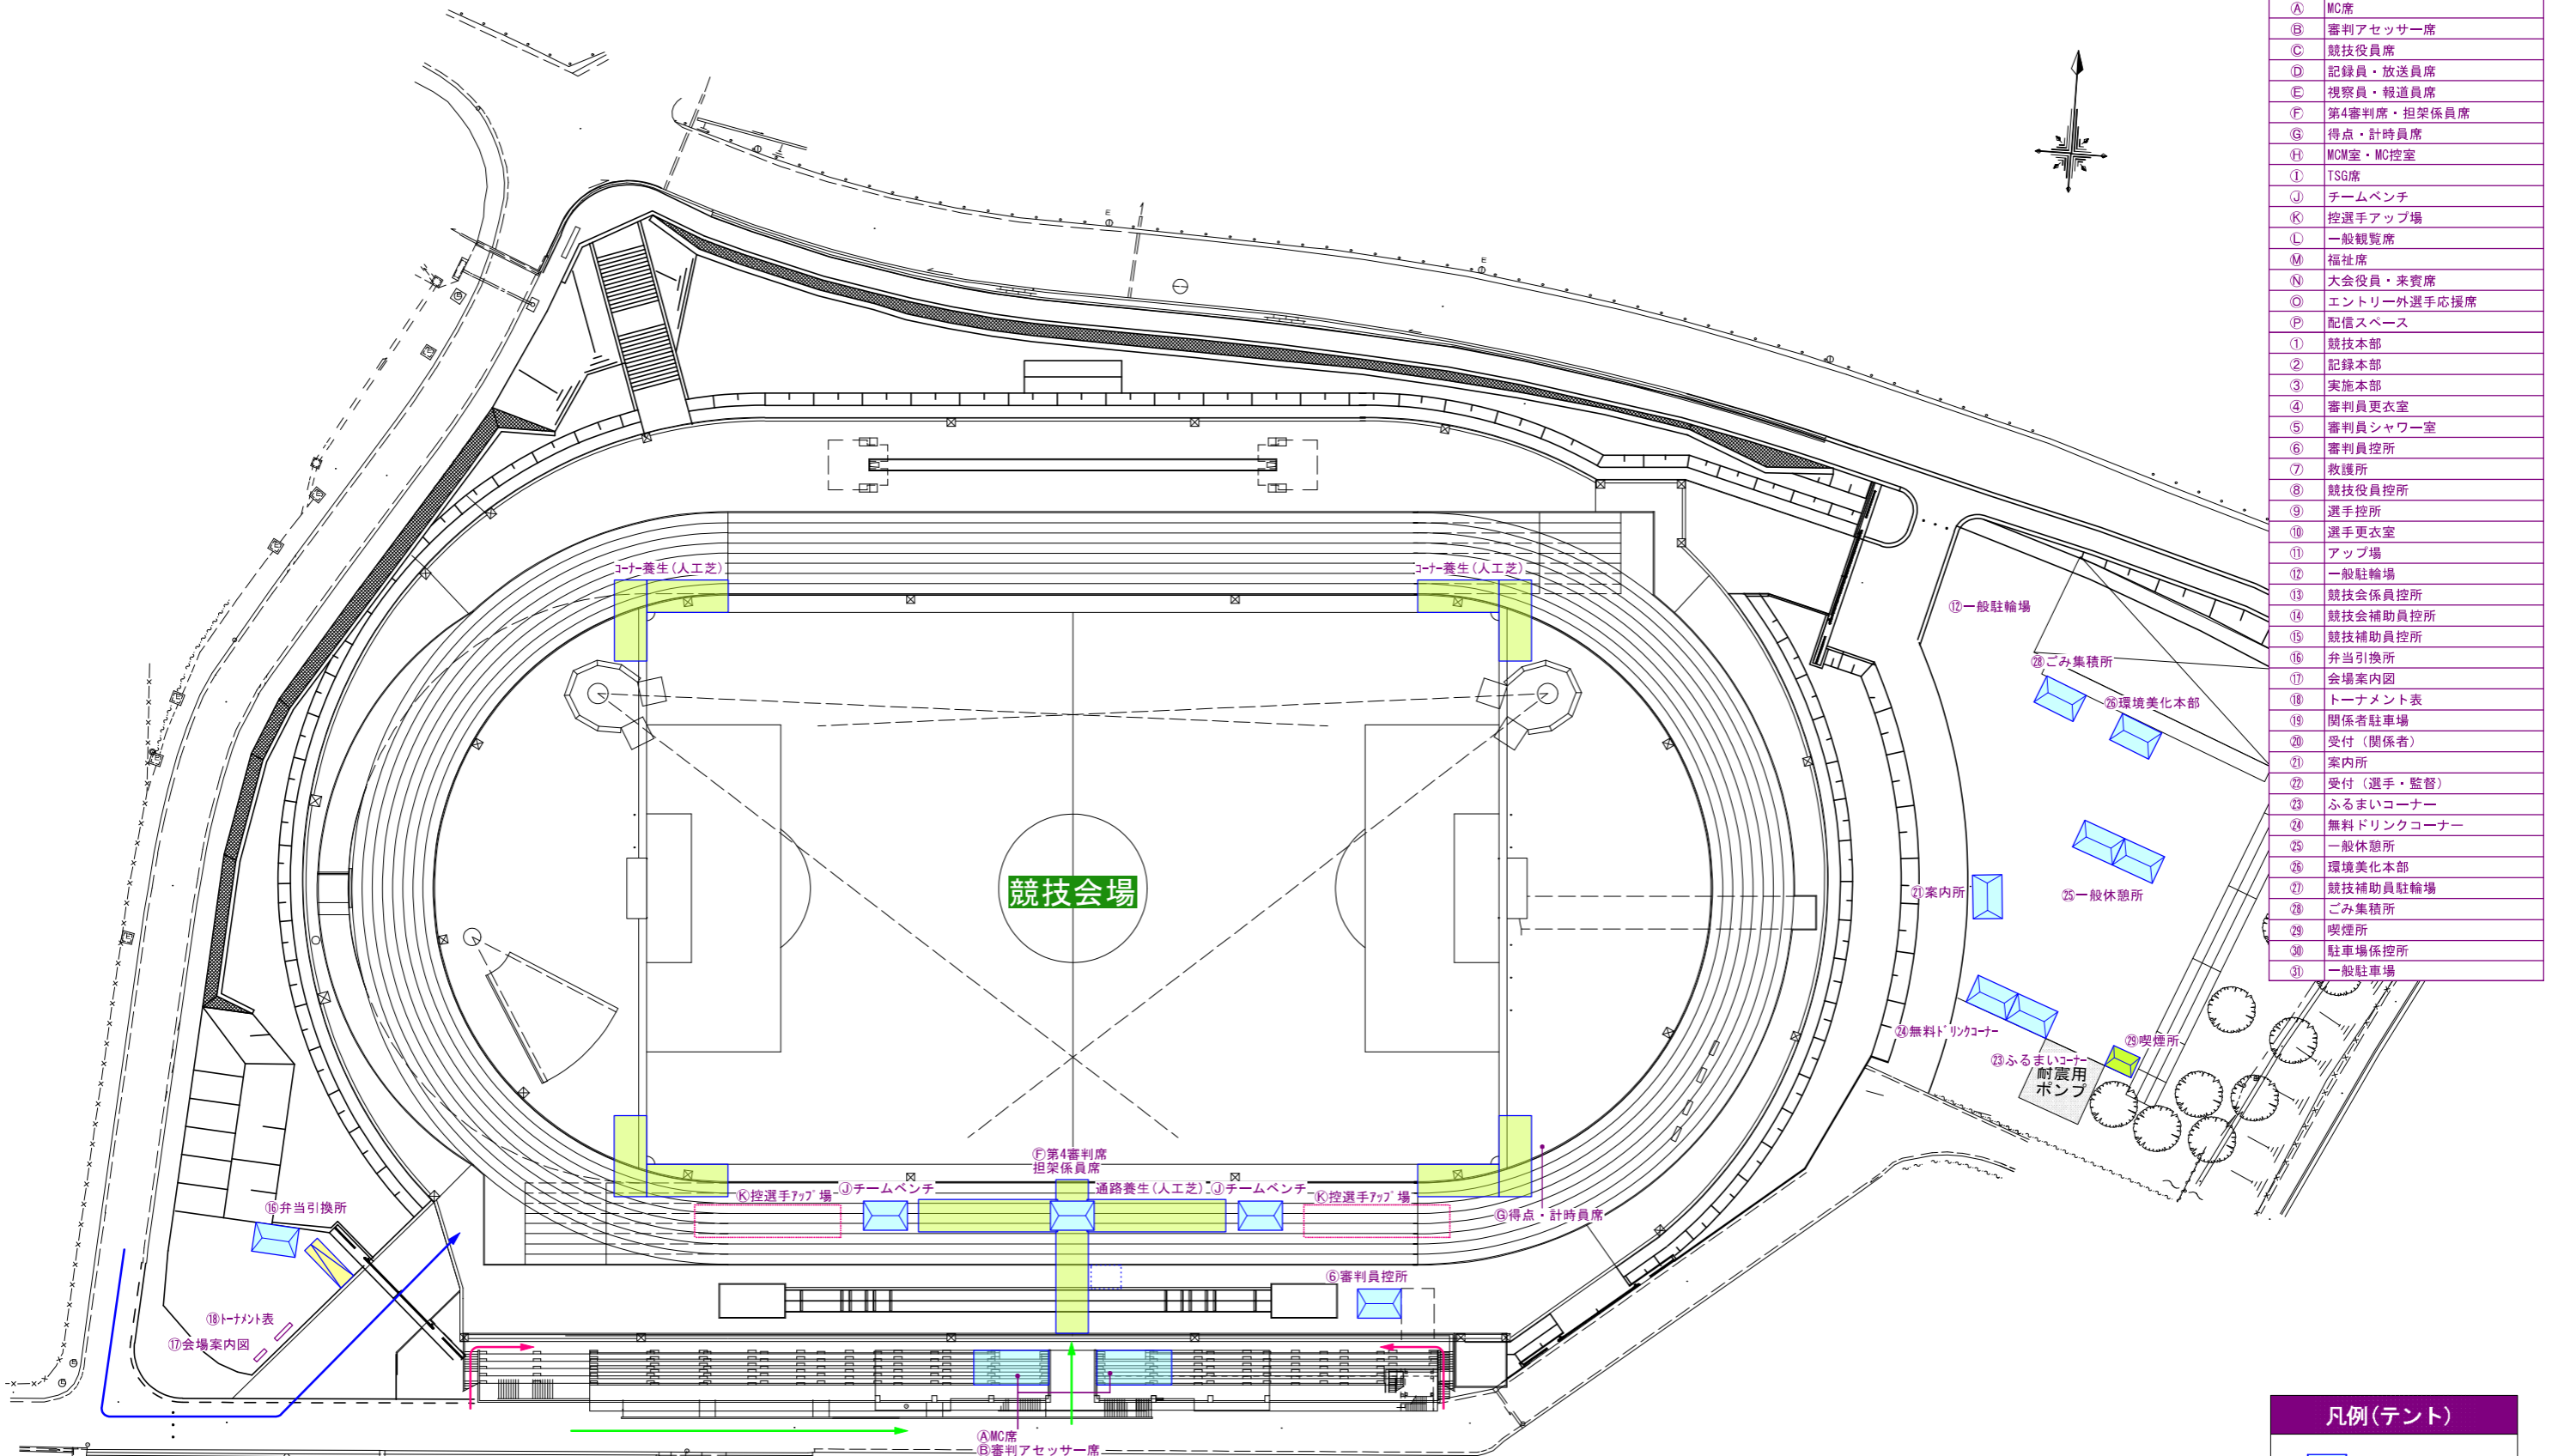 Ⓐ MC席
Ⓑ 審判アセッサー席
Ⓒ 競技役員席
Ⓓ 記録員・放送員席
Ⓔ 視察員・報道員席
Ⓕ 第4審判席・担架係員席
Ⓖ 得点・計時員席
Ⓗ MCM室・MC控室
Ⓘ TSG席
Ⓙ チームベンチ
Ⓚ 控選手アップ場
Ⓛ 一般観覧席
Ⓜ 福祉席
Ⓝ 大会役員・来賓席
Ⓞ エントリー外選手応援席
Ⓟ 配信スペース
① 競技本部
② 記録本部
③ 実施本部
④ 審判員更衣室
⑤ 審判員シャワー室
⑥ 審判員控所
⑦ 救護所
⑧ 競技役員控所
⑨ 選手控所
⑩ 選手更衣室
⑪ アップ場
⑫ 一般駐輪場
⑬ 競技会係員控所
⑭ 競技会補助員控所
⑮ 競技補助員控所
⑯ 弁当引換所
⑰ 会場案内図
⑱ トーナメント表
⑲ 関係者駐車場
⑳ 受付（関係者）
㉑ 案内所
㉒ 受付（選手・監督）
㉓ ふるまいコーナー
㉔ 無料ドリンクコーナー
㉕ 一般休憩所
㉖ 環境美化本部
㉗ 競技補助員駐輪場
㉘ ごみ集積所
㉙ 喫煙所
㉚ 駐車場係控所
㉛ 一般駐車場
コーナー養生(人工芝)
コーナー養生(人工芝)
⑫一般駐輪場
㉘ごみ集積所
㉖環境美化本部
競技会場
㉑案内所
㉕一般休憩所
㉔無料ドリンクコーナー
㉙喫煙所
㉓ふるまいコーナー
耐震用
ポンプ
Ⓕ第4審判席
担架係員席
Ⓚ控選手アップ場
Ⓙチームベンチ
通路養生(人工芝)
Ⓙチームベンチ
Ⓚ控選手アップ場
Ⓖ得点・計時員席
⑯弁当引換所
⑥審判員控所
⑱トーナメント表
⑰会場案内図
ⒶMC席
Ⓑ審判アセッサー席
凡例(テント)